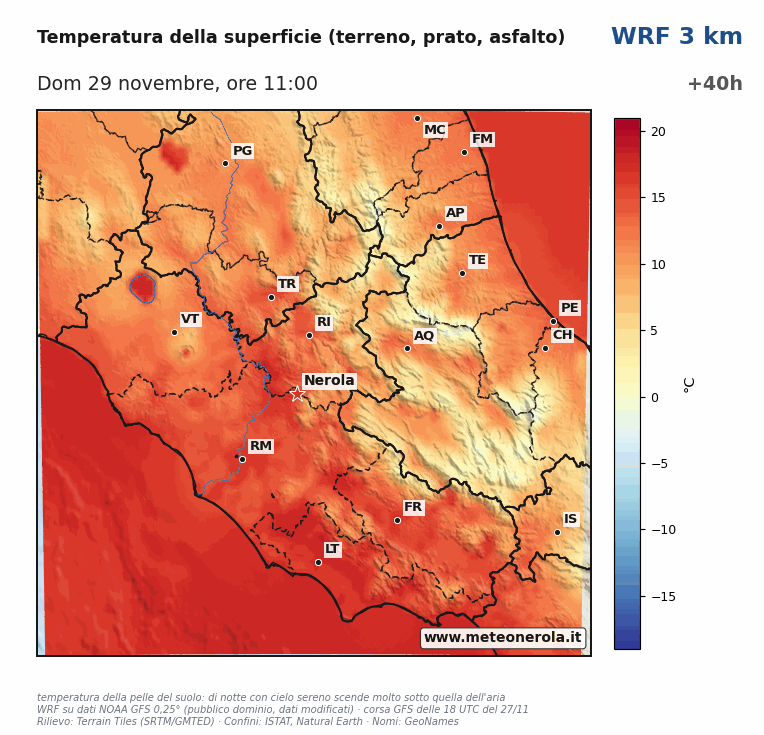 Temperatura della superficie (terreno, prato, asfalto)
WRF 3 km
Dom 29 novembre, ore 11:00
+40h
MC
FM
PG
AP
TE
TR
PE
VT
RI
AQ
CH
Nerola
RM
FR
IS
LT
www.meteonerola.it
20
15
10
5
0
−5
−10
−15
°C
temperatura della pelle del suolo: di notte con cielo sereno scende molto sotto quella dell'aria
WRF su dati NOAA GFS 0,25° (pubblico dominio, dati modificati) · corsa GFS delle 18 UTC del 27/11
Rilievo: Terrain Tiles (SRTM/GMTED) · Confini: ISTAT, Natural Earth · Nomi: GeoNames